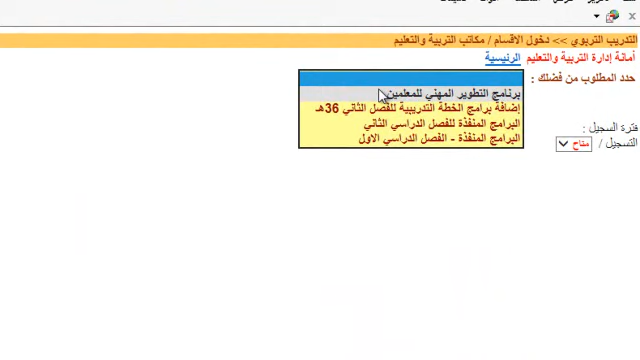 التدريب التربوي >> دخول الاقسام / مكاتب التربية والتعليم
أمانة إدارة التربية والتعليم الرئيسية
حدد المطلوب من فضلك :
برنامج التطوير المهني للمعلمين
إضافة برامج الخطة التدريبية للفصل الثاني 36هـ
البرامج المنفذة للفصل الدراسي الثاني
البرامج المنفذة - الفصل الدراسي الاول
فترة السجيل :
التسجيل / متاح